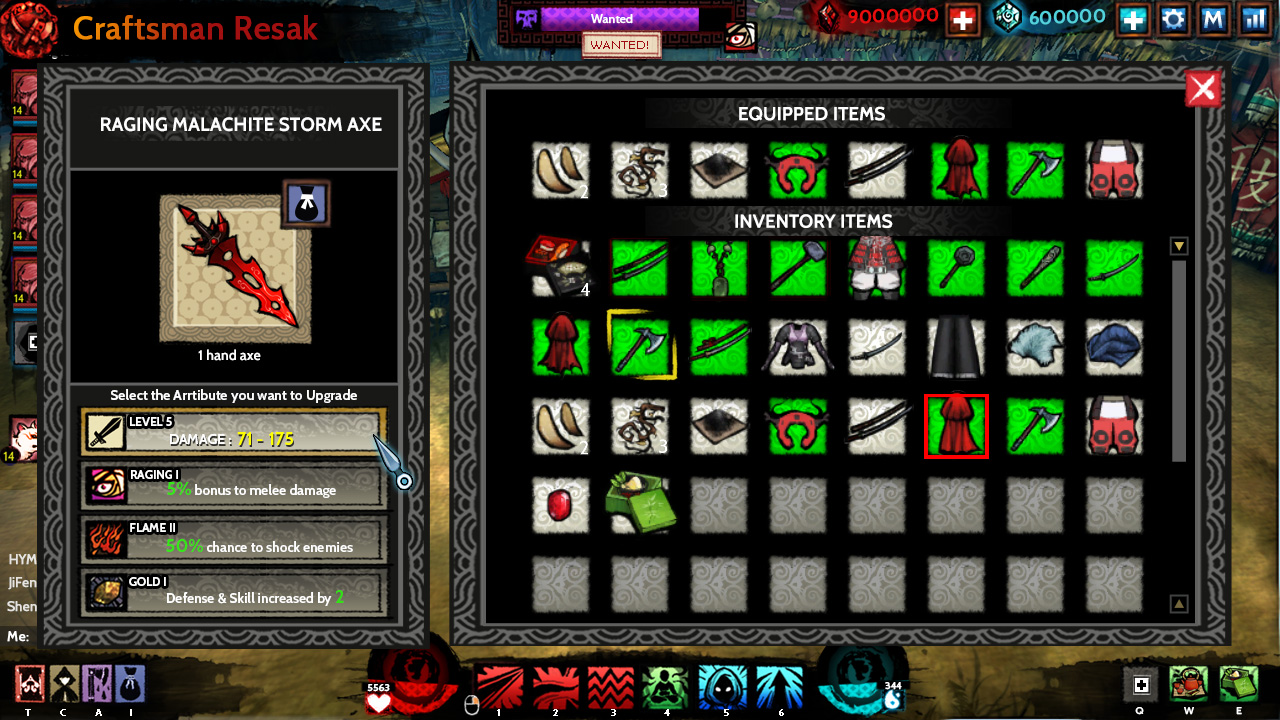 Craftsman Resak
Wanted
WANTED!
9000000
600000
M
RAGING MALACHITE STORM AXE
1 hand axe
Select the Arrtibute you want to Upgrade
LEVEL 5
DAMAGE : 71 - 175
RAGING I
5% bonus to melee damage
FLAME II
50% chance to shock enemies
GOLD I
Defense & Skill increased by 2
EQUIPPED ITEMS
2
3
INVENTORY ITEMS
4
2
3
14
14
14
14
14
HYM
JiFen
Shen
Me:
T
C
A
I
5563
1
2
3
4
5
6
344
Q
W
E